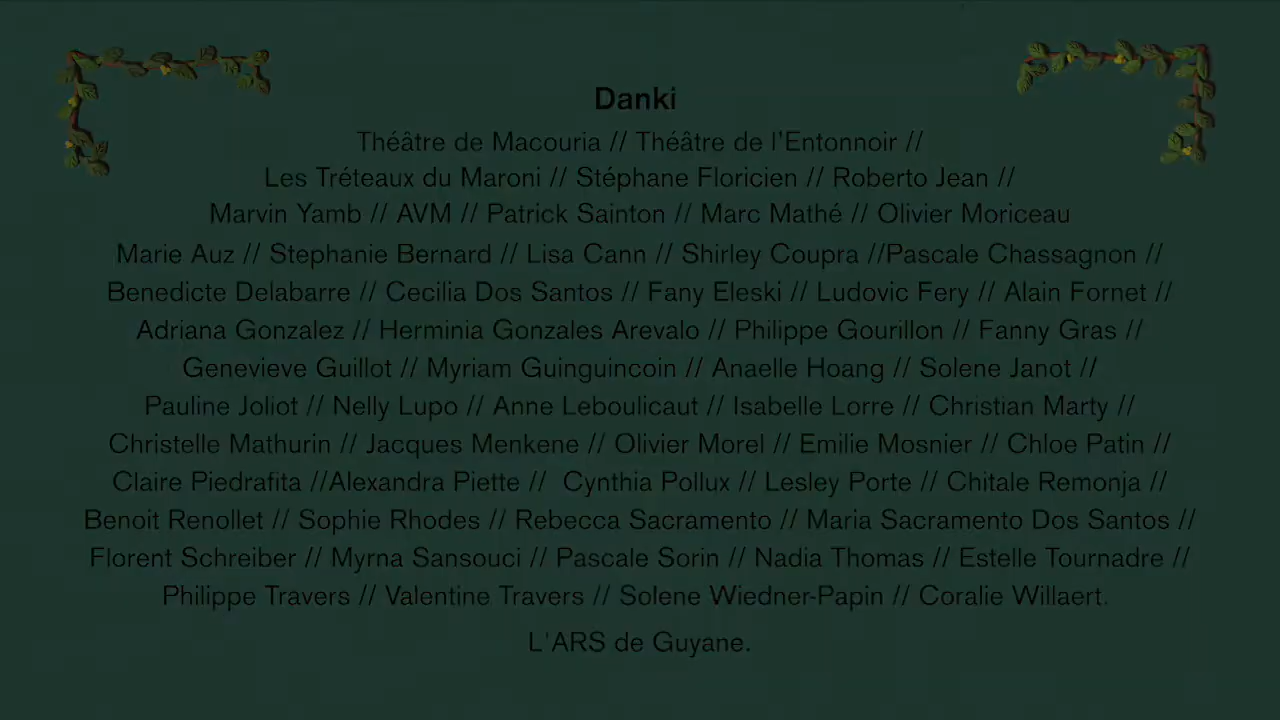 Danki
Théâtre de Macouria // Théâtre de l'Entonnoir //
Les Tréteaux du Maroni // Stéphane Floricien // Roberto Jean //
Marvin Yamb // AVM // Patrick Sainton // Marc Mathé // Olivier Moriceau
Marie Auz // Stephanie Bernard // Lisa Cann // Shirley Coupra //Pascale Chassagnon //
Benedicte Delabarre // Cecilia Dos Santos // Fany Eleski // Ludovic Fery // Alain Fornet //
Adriana Gonzalez // Herminia Gonzales Arevalo // Philippe Gourillon // Fanny Gras //
Genevieve Guillot // Myriam Guinguincoin // Anaelle Hoang // Solene Janot //
Pauline Joliot // Nelly Lupo // Anne Leboulicaut // Isabelle Lorre // Christian Marty //
Christelle Mathurin // Jacques Menkene // Olivier Morel // Emilie Mosnier // Chloe Patin //
Claire Piedrafita //Alexandra Piette // Cynthia Pollux // Lesley Porte // Chitale Remonja //
Benoit Renollet // Sophie Rhodes // Rebecca Sacramento // Maria Sacramento Dos Santos //
Florent Schreiber // Myrna Sansouci // Pascale Sorin // Nadia Thomas // Estelle Tournadre //
Philippe Travers // Valentine Travers // Solene Wiedner-Papin // Coralie Willaert.
L'ARS de Guyane.